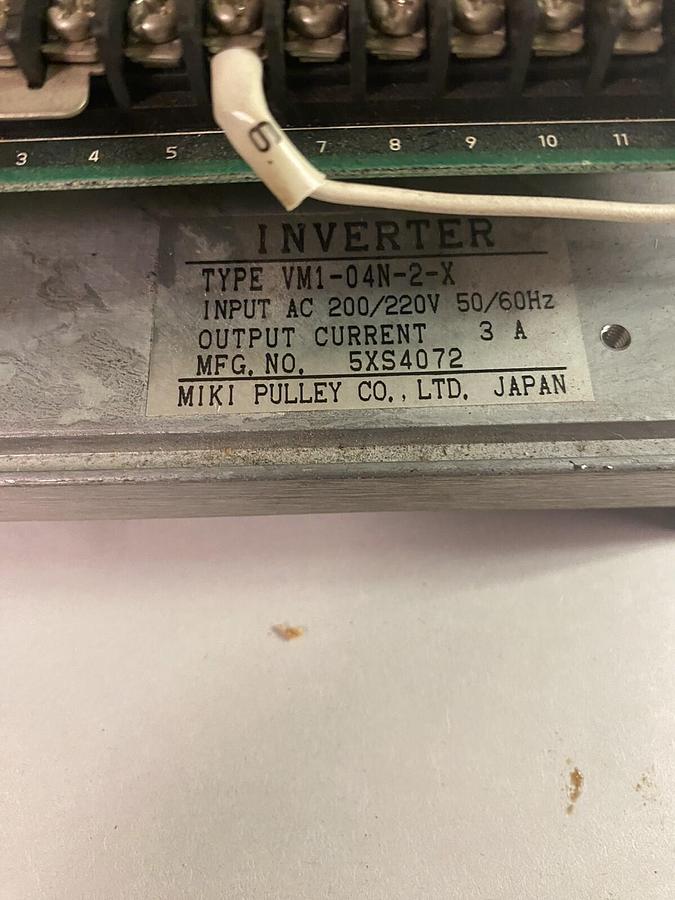 3 4 5 6. 7 8 9 10 11
INVERTER
TYPE VM1-04N-2-X
INPUT AC 200/220V 50/60Hz
OUTPUT CURRENT 3 A
MFG. NO. 5XS4072
MIKI PULLEY CO., LTD. JAPAN